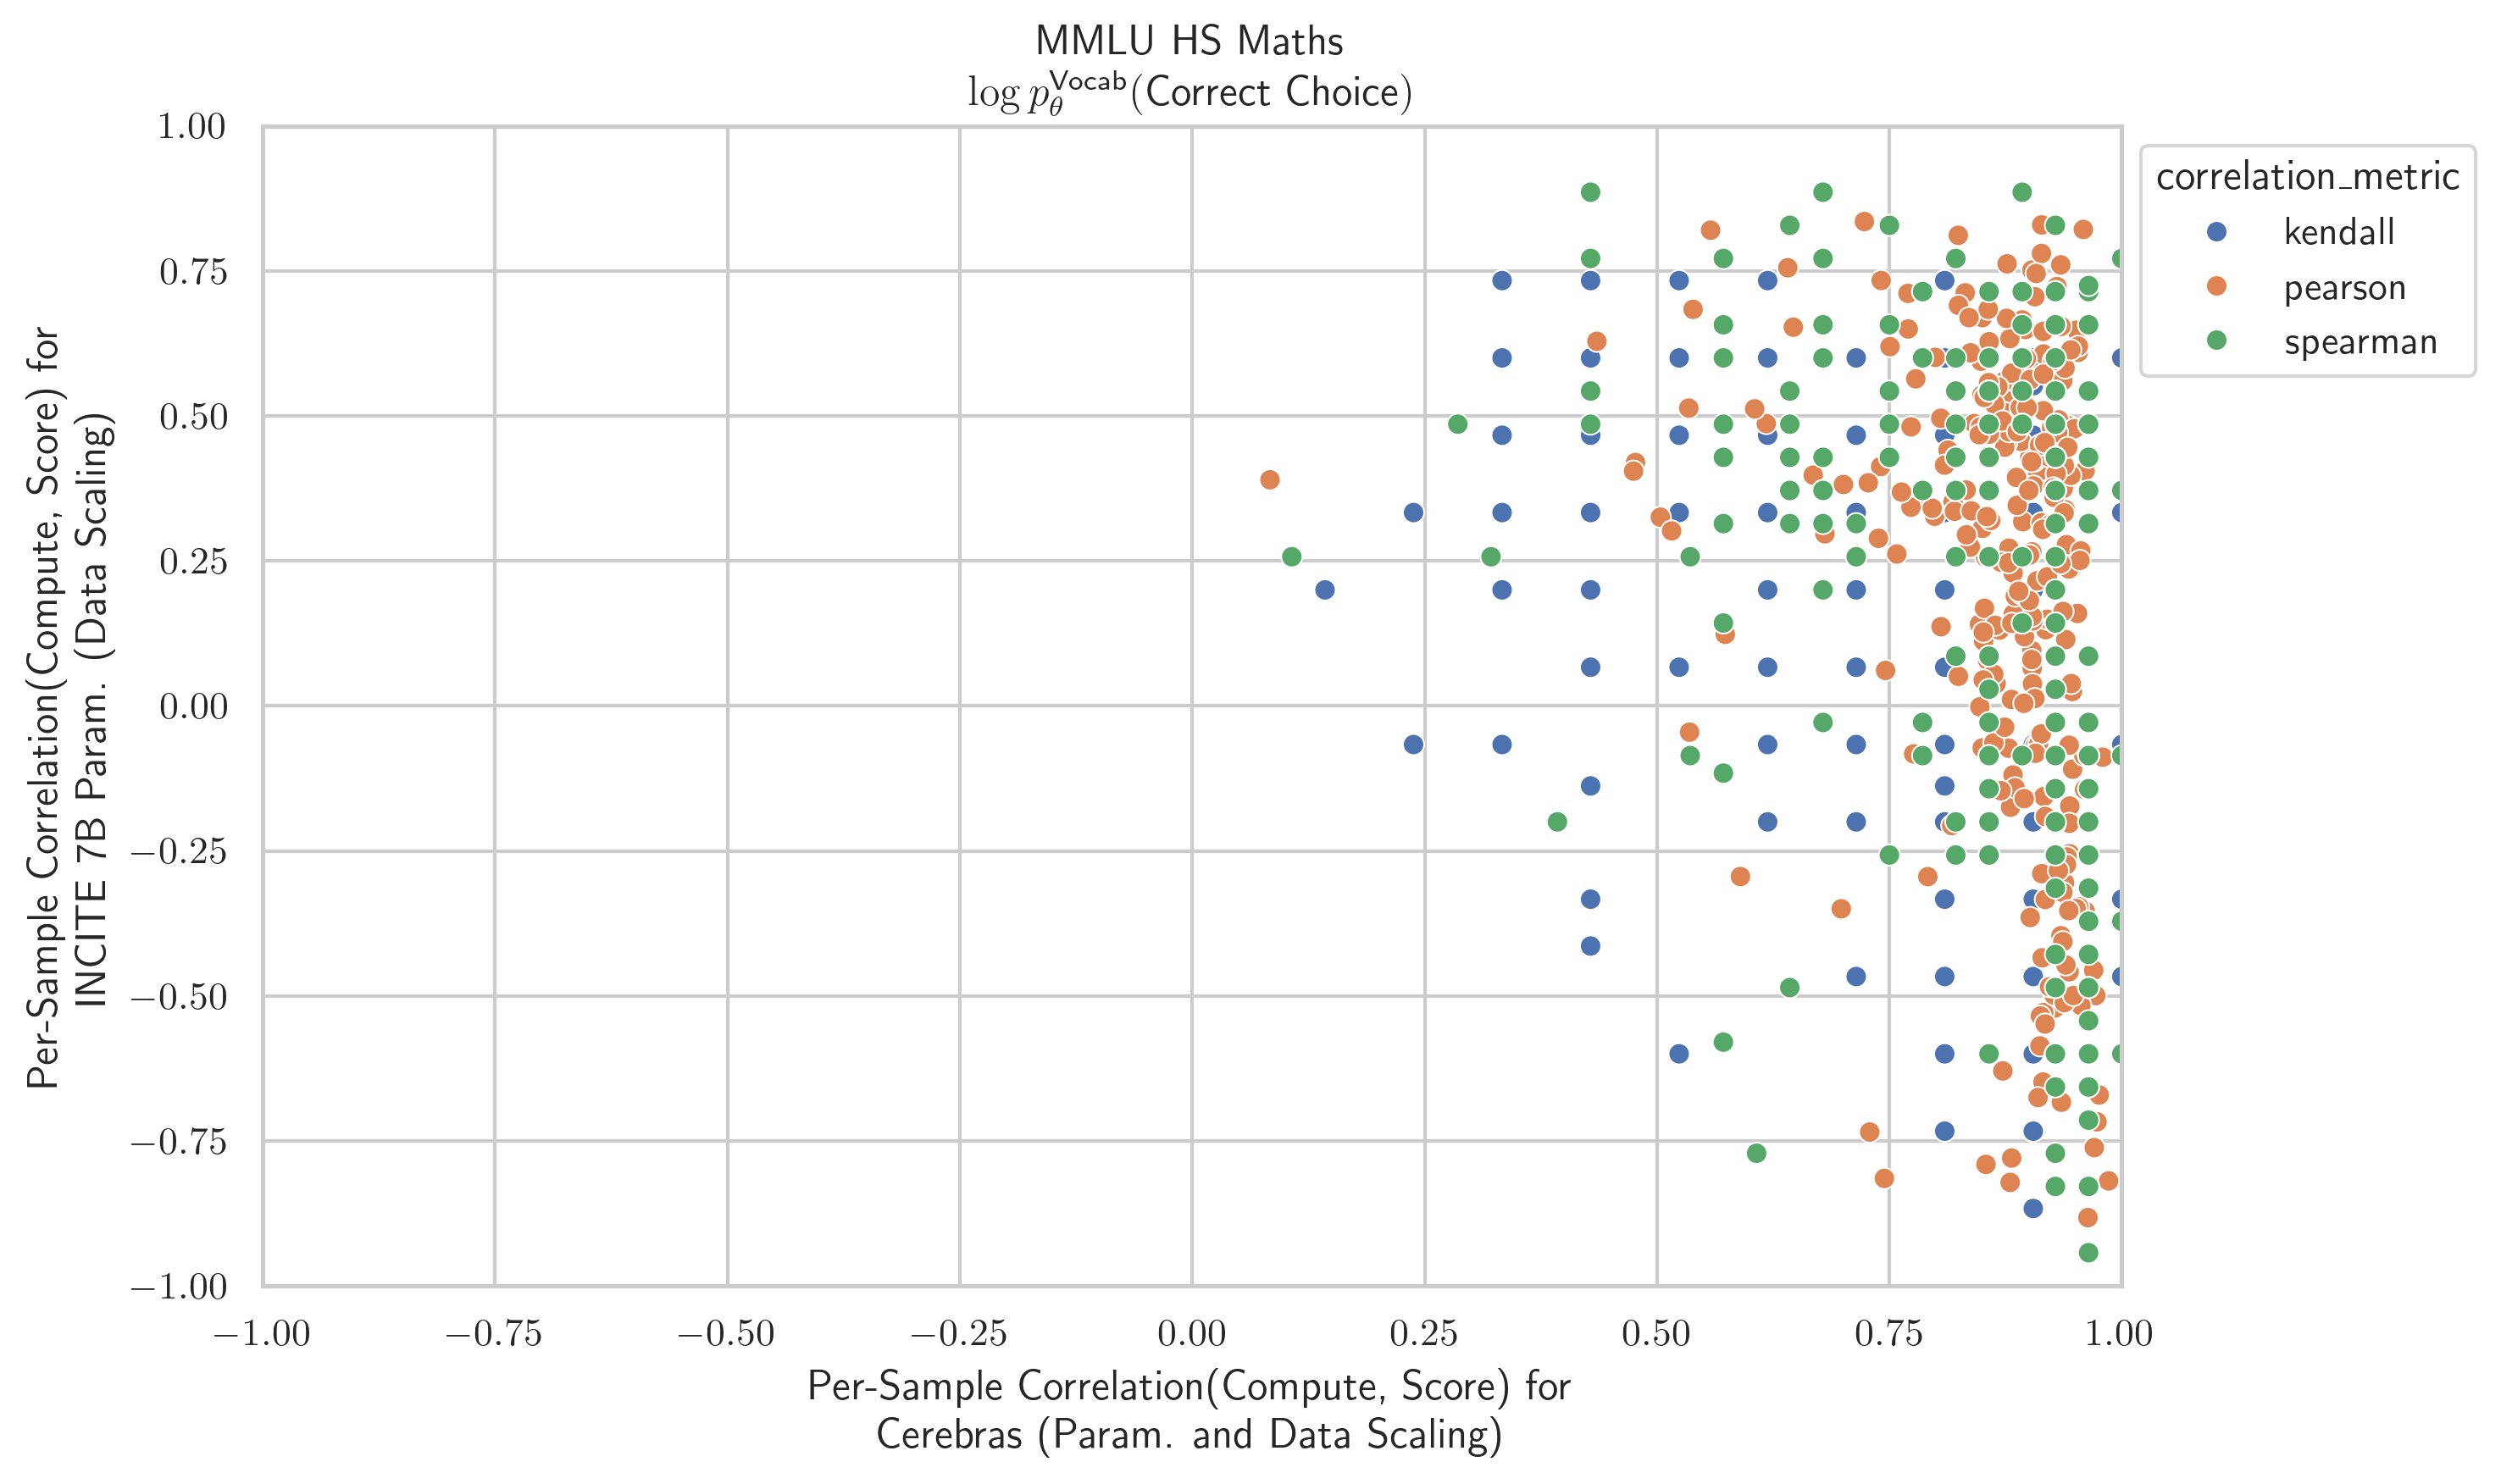 MMLU HS Maths
log p_θ^Vocab(Correct Choice)
Per-Sample Correlation(Compute, Score) for
INCITE 7B Param. (Data Scaling)
1.00
0.75
0.50
0.25
0.00
−0.25
−0.50
−0.75
−1.00
correlation_metric
kendall
pearson
spearman
−1.00 −0.75 −0.50 −0.25 0.00 0.25 0.50 0.75 1.00
Per-Sample Correlation(Compute, Score) for
Cerebras (Param. and Data Scaling)